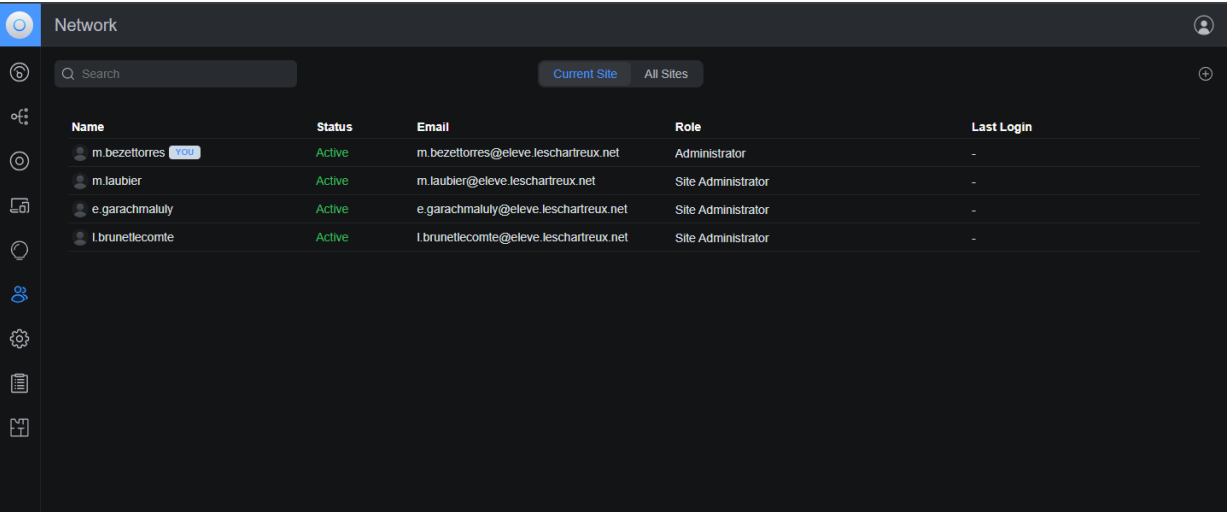 Network
Search
Current Site All Sites
Name Status Email Role Last Login
m.bezettorres YOU Active m.bezettorres@eleve.leschartreux.net Administrator -
m.laubier Active m.laubier@eleve.leschartreux.net Site Administrator -
e.garachmaluly Active e.garachmaluly@eleve.leschartreux.net Site Administrator -
l.brunetlecomte Active l.brunetlecomte@eleve.leschartreux.net Site Administrator -